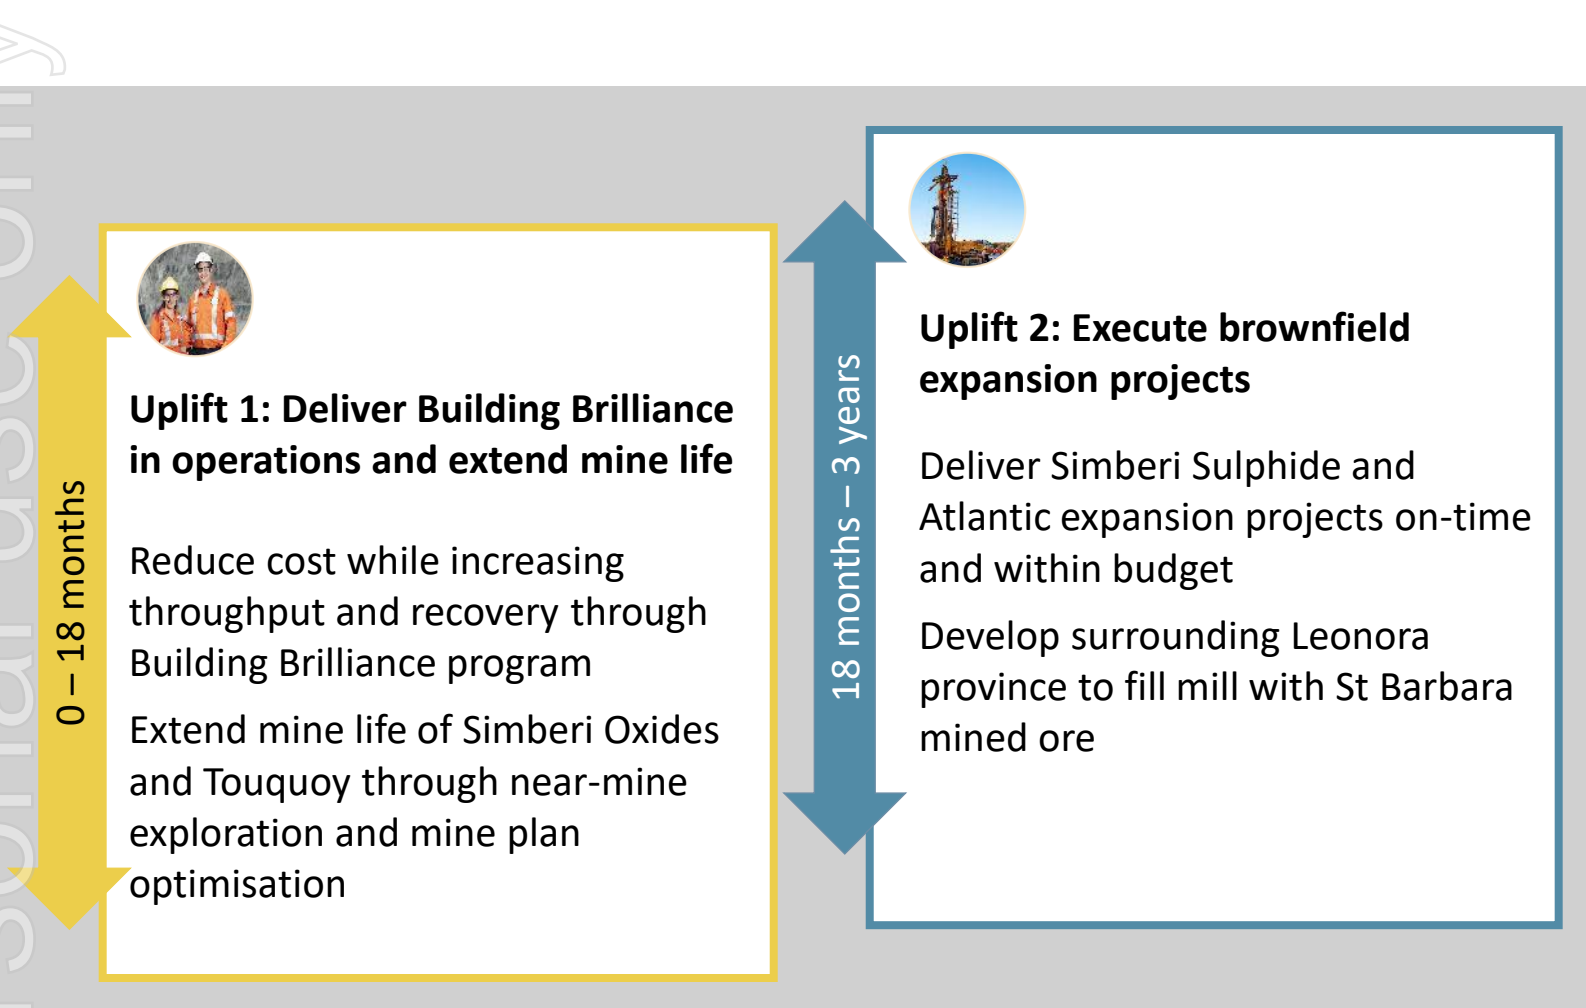 0 – 18 months
Uplift 1: Deliver Building Brilliance
in operations and extend mine life
Reduce cost while increasing
throughput and recovery through
Building Brilliance program
Extend mine life of Simberi Oxides
and Touquoy through near-mine
exploration and mine plan
optimisation
18 months – 3 years
Uplift 2: Execute brownfield
expansion projects
Deliver Simberi Sulphide and
Atlantic expansion projects on-time
and within budget
Develop surrounding Leonora
province to fill mill with St Barbara
mined ore